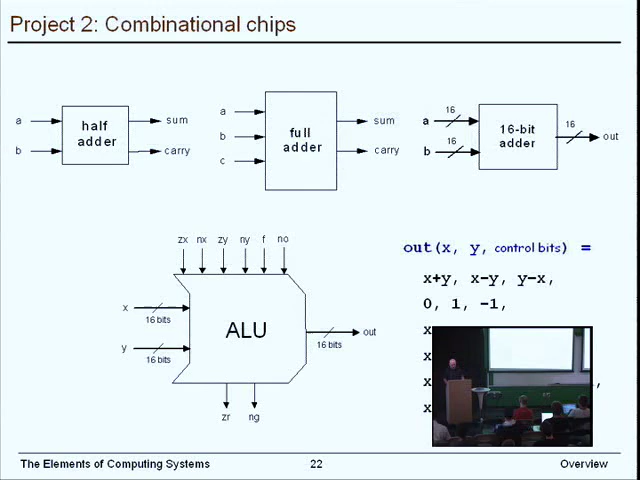 Project 2: Combinational chips
a
b
half
adder
sum
carry
a
b
c
full
adder
sum
carry
16
a
16
b
16-bit
adder
16
out
zx nx zy ny f no
x
16 bits
y
16 bits
ALU
16 bits
out
zr ng
out(x, y, control bits) =
x+y, x-y, y-x,
0, 1, -1,
x
x
x ,
x
The Elements of Computing Systems 22 Overview